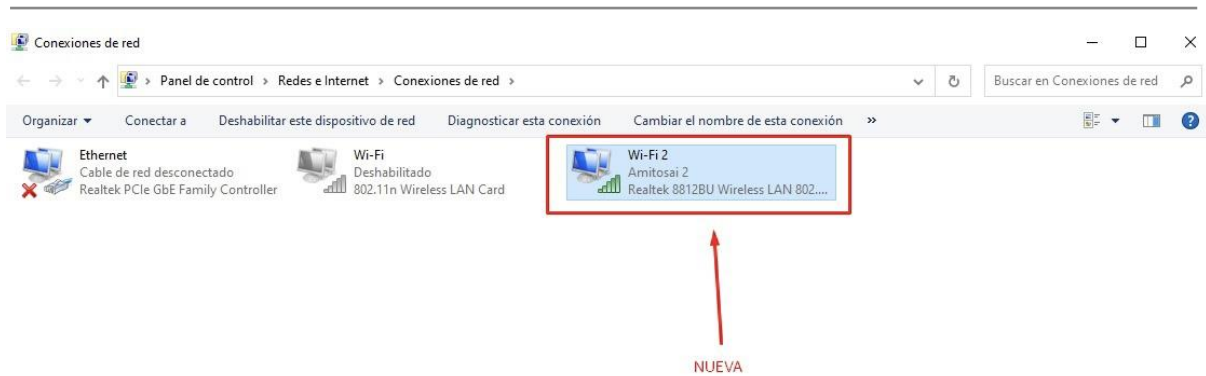 Conexiones de red
Panel de control > Redes e Internet > Conexiones de red >
Buscar en Conexiones de red
Organizar Conectar a Deshabilitar este dispositivo de red Diagnosticar esta conexión Cambiar el nombre de esta conexión »
Ethernet
Cable de red desconectado
Realtek PCIe GbE Family Controller
Wi-Fi
Deshabilitado
802.11n Wireless LAN Card
Wi-Fi 2
Amitosai 2
Realtek 8812BU Wireless LAN 802....
NUEVA